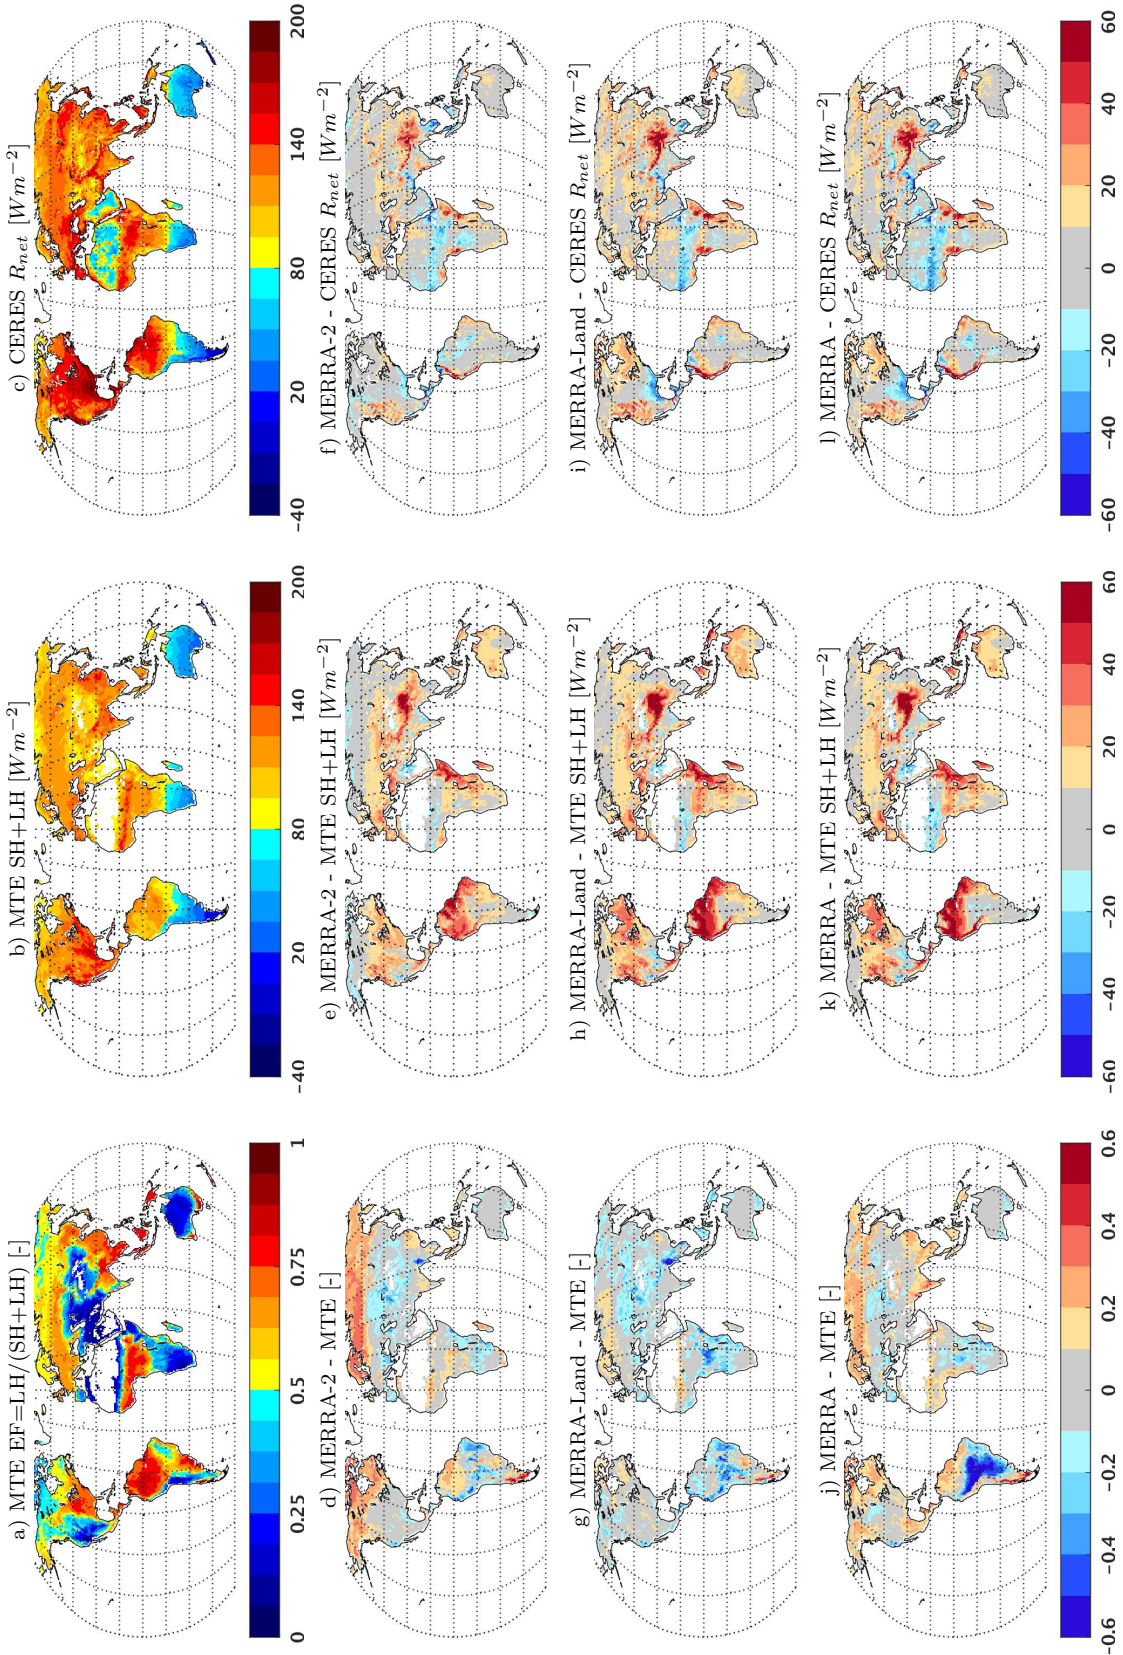 a) MTE EF=LH/(SH+LH) [-]
0 0.25 0.5 0.75 1
b) MTE SH+LH [Wm−2]
−40 20 80 140 200
c) CERES Rnet [Wm−2]
−40 20 80 140 200
d) MERRA-2 - MTE [-]
e) MERRA-2 - MTE SH+LH [Wm−2]
f) MERRA-2 - CERES Rnet [Wm−2]
g) MERRA-Land - MTE [-]
h) MERRA-Land - MTE SH+LH [Wm−2]
i) MERRA-Land - CERES Rnet [Wm−2]
j) MERRA - MTE [-]
−0.6 −0.4 −0.2 0 0.2 0.4 0.6
k) MERRA - MTE SH+LH [Wm−2]
−60 −40 −20 0 20 40 60
l) MERRA - CERES Rnet [Wm−2]
−60 −40 −20 0 20 40 60